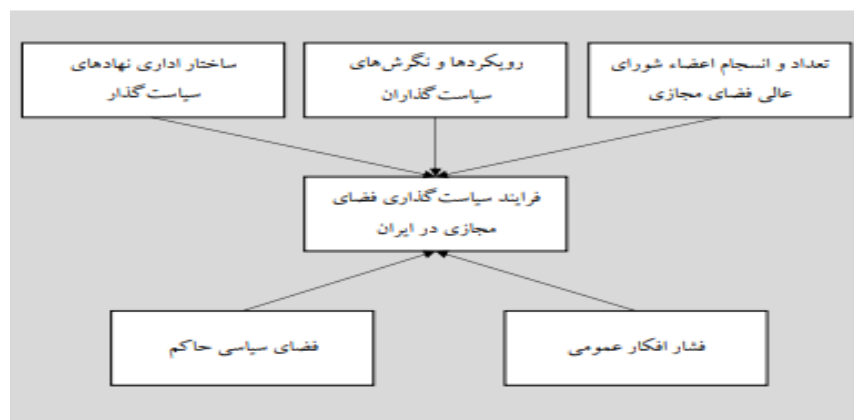 تعداد و انسجام اعضاء شورای
عالی فضای مجازی
رویکردها و نگرش‌های
سیاست‌گذاران
ساختار اداری نهادهای
سیاست‌گذار
فرایند سیاست‌گذاری فضای
مجازی در ایران
فشار افکار عمومی
فضای سیاسی حاکم